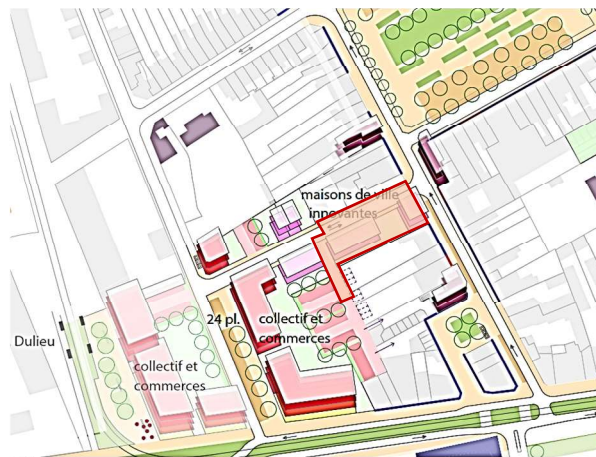 maisons de ville
innovantes
24 pl.
collectif et
commerces
Dulieu
collectif et
commerces